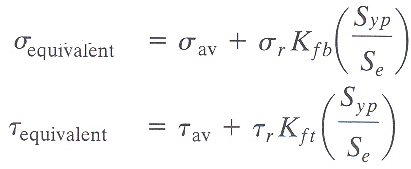 σ_equivalent = σ_av + σ_r K_fb (S_yp / S_e)
τ_equivalent = τ_av + τ_r K_ft (S_yp / S_e)